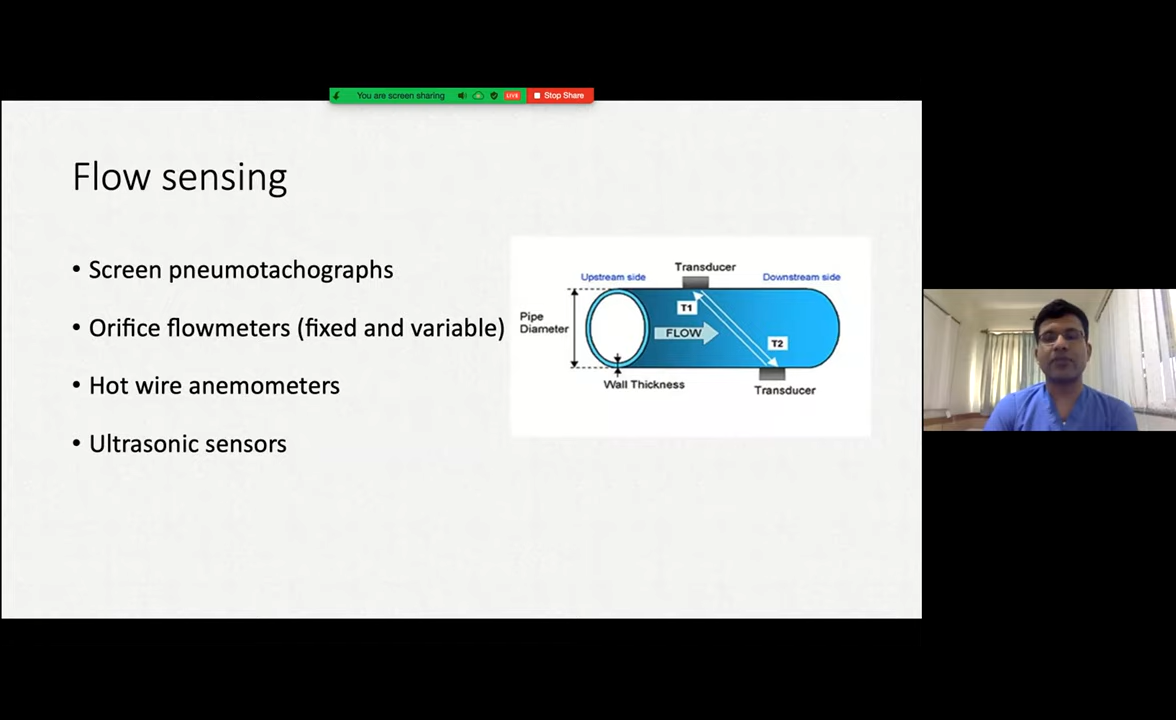 You are screen sharing
LIVE
Stop Share
Flow sensing
• Screen pneumotachographs
• Orifice flowmeters (fixed and variable)
• Hot wire anemometers
• Ultrasonic sensors
Transducer
Upstream side
Downstream side
Pipe
Diameter
T1
FLOW
T2
Wall Thickness
Transducer